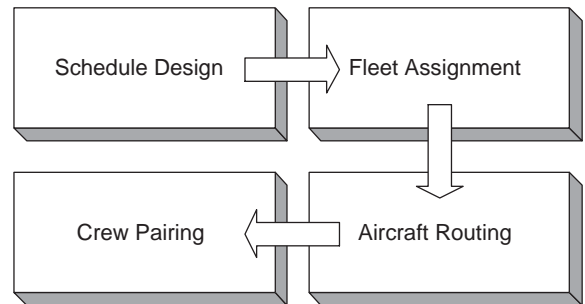 Schedule Design
Fleet Assignment
Crew Pairing
Aircraft Routing